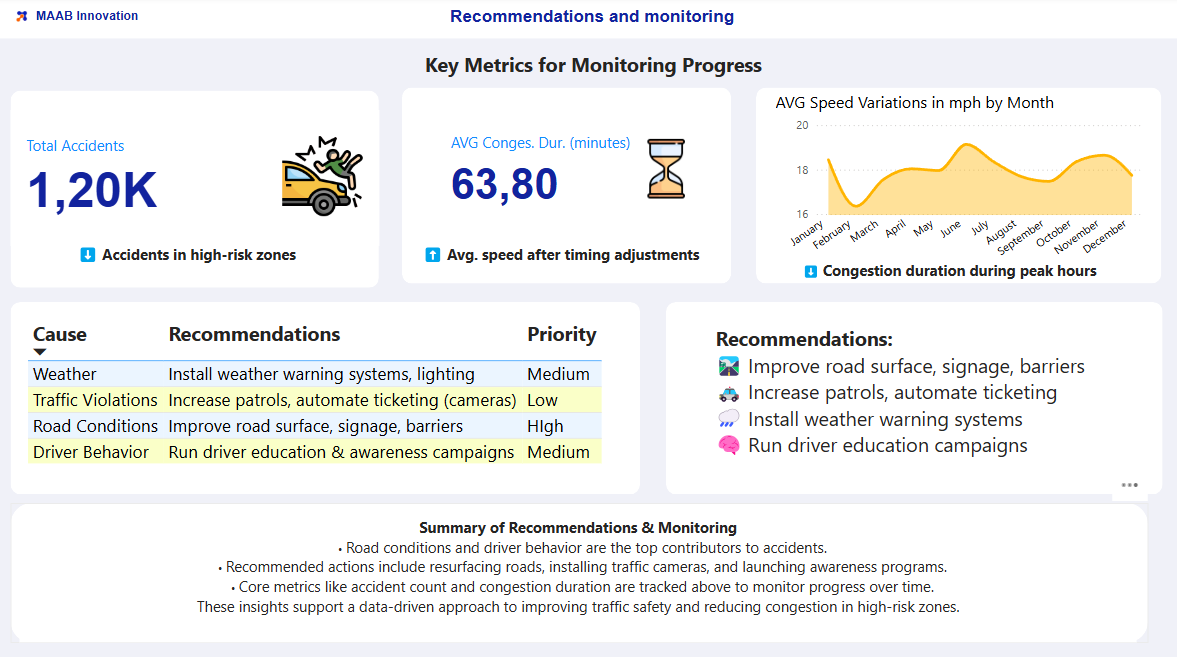 MAAB Innovation
Recommendations and monitoring
Key Metrics for Monitoring Progress
Total Accidents
1,20K
Accidents in high-risk zones
AVG Conges. Dur. (minutes)
63,80
Avg. speed after timing adjustments
AVG Speed Variations in mph by Month
20
18
16
January
February
March
April
May
June
July
August
September
October
November
December
Congestion duration during peak hours
Cause Recommendations Priority
Weather Install weather warning systems, lighting Medium
Traffic Violations Increase patrols, automate ticketing (cameras) Low
Road Conditions Improve road surface, signage, barriers HIgh
Driver Behavior Run driver education & awareness campaigns Medium
Recommendations:
Improve road surface, signage, barriers
Increase patrols, automate ticketing
Install weather warning systems
Run driver education campaigns
Summary of Recommendations & Monitoring
• Road conditions and driver behavior are the top contributors to accidents.
• Recommended actions include resurfacing roads, installing traffic cameras, and launching awareness programs.
• Core metrics like accident count and congestion duration are tracked above to monitor progress over time.
These insights support a data-driven approach to improving traffic safety and reducing congestion in high-risk zones.